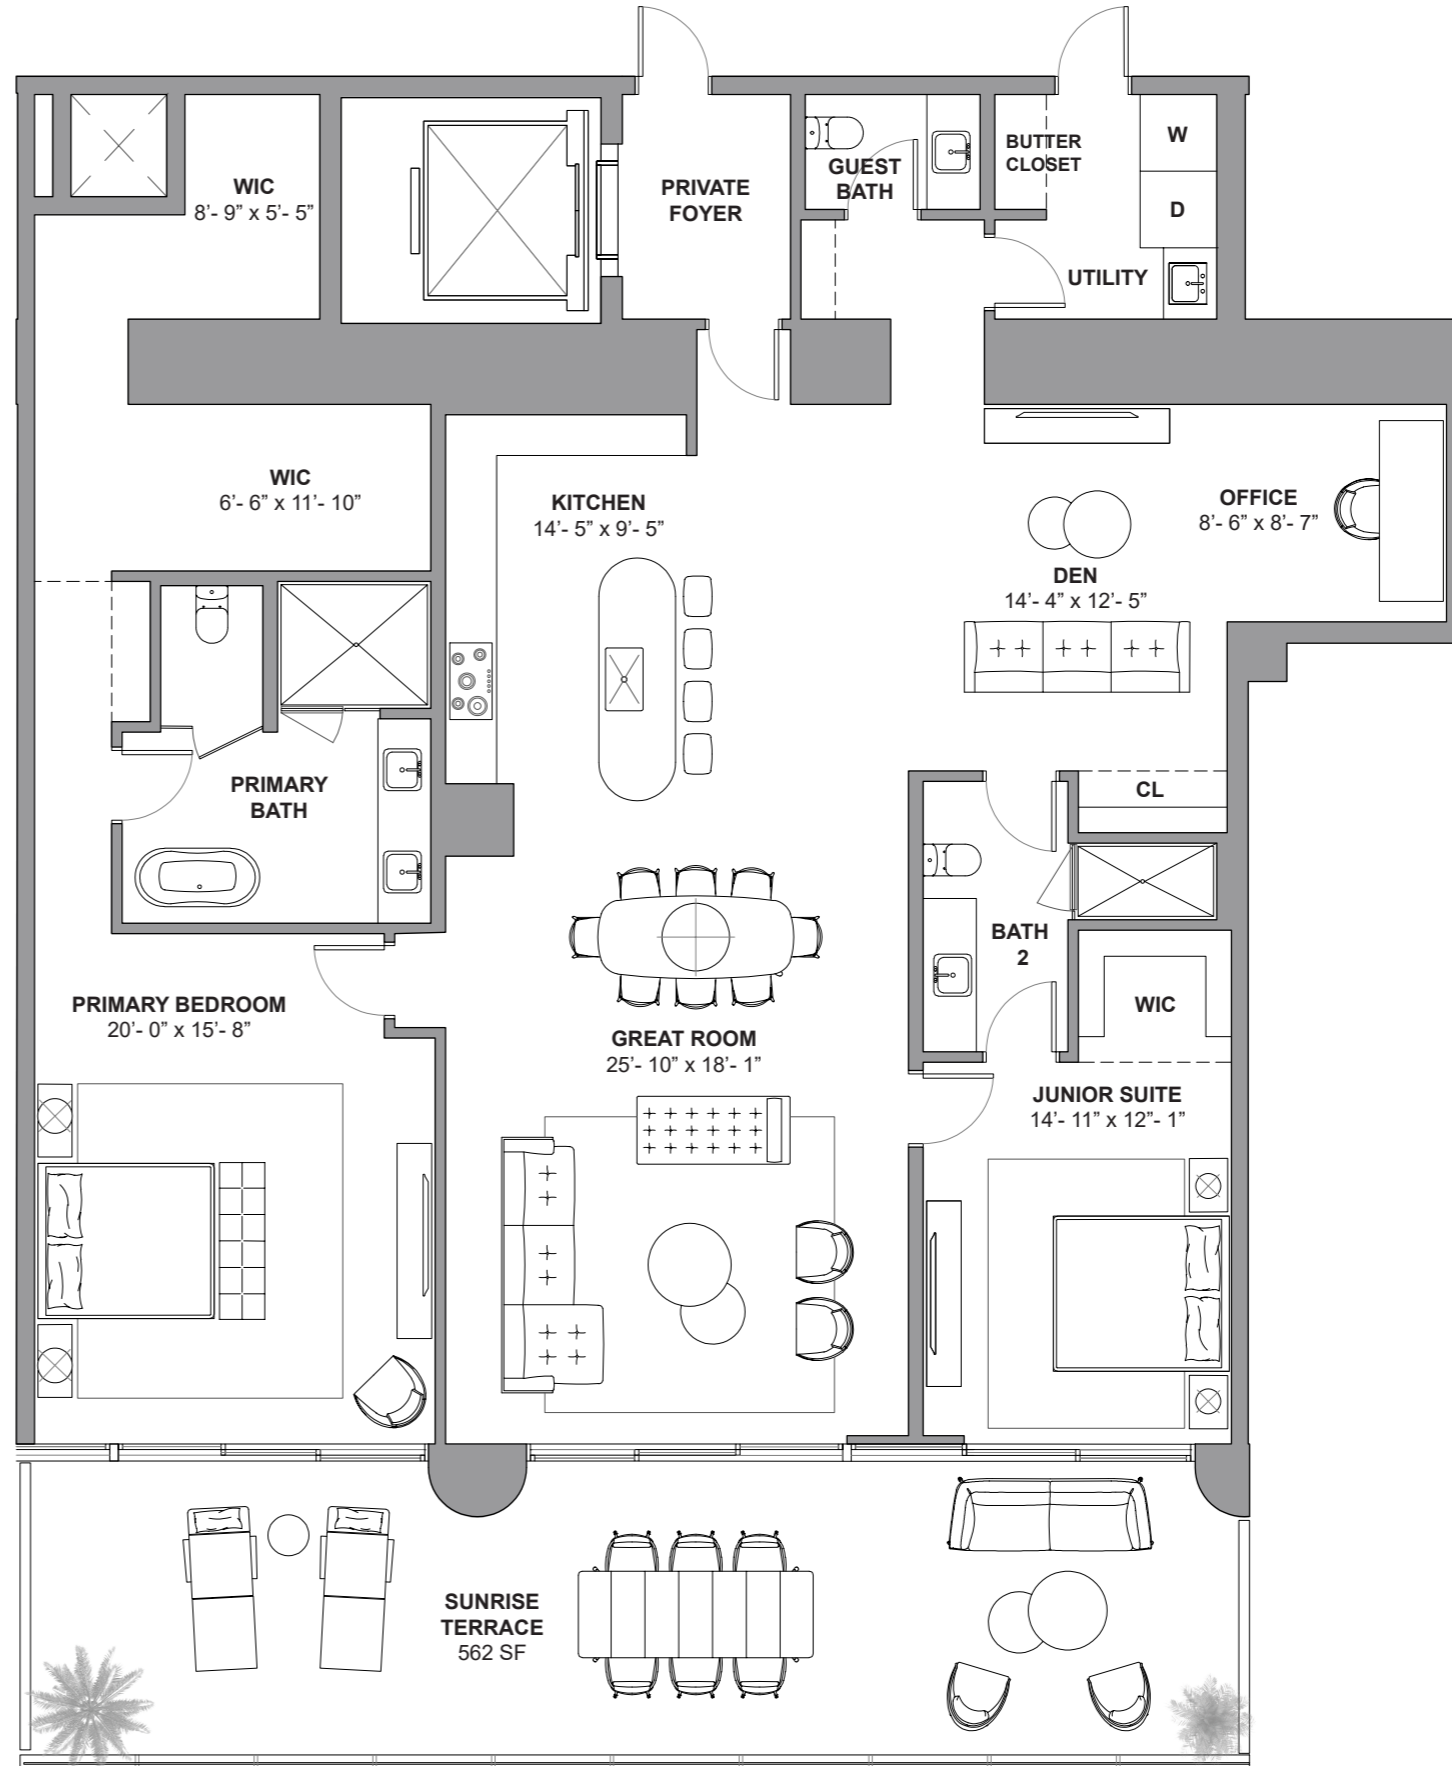 WIC
8’- 9” x 5’- 5”
PRIVATE
FOYER
GUEST
BATH
BUTTER
CLOSET
W
D
UTILITY
WIC
6’- 6” x 11’- 10”
KITCHEN
14’- 5” x 9’- 5”
OFFICE
8’- 6” x 8’- 7”
DEN
14’- 4” x 12’- 5”
PRIMARY
BATH
CL
BATH
2
PRIMARY BEDROOM
20’- 0” x 15’- 8”
WIC
GREAT ROOM
25’- 10” x 18’- 1”
JUNIOR SUITE
14’- 11” x 12”- 1”
SUNRISE
TERRACE
562 SF